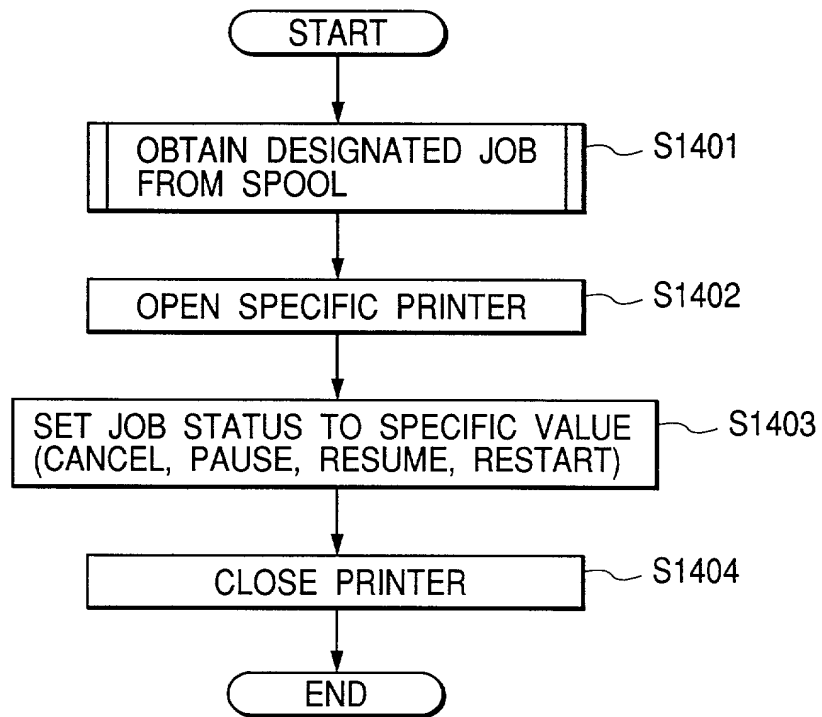 START
OBTAIN DESIGNATED JOB
FROM SPOOL
S1401
OPEN SPECIFIC PRINTER
S1402
SET JOB STATUS TO SPECIFIC VALUE
(CANCEL, PAUSE, RESUME, RESTART)
S1403
CLOSE PRINTER
S1404
END